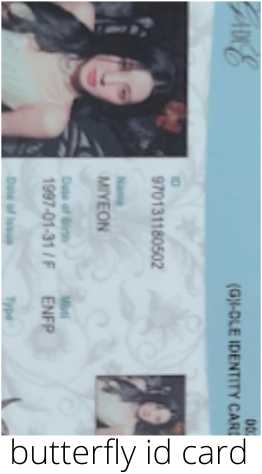 (G)I-DLE IDENTITY CARD
ID
970131180502
Name
MIYEON
Date of Birth Mbti
1997-01-31 / F ENFP
Date of Issue Type
butterfly id card